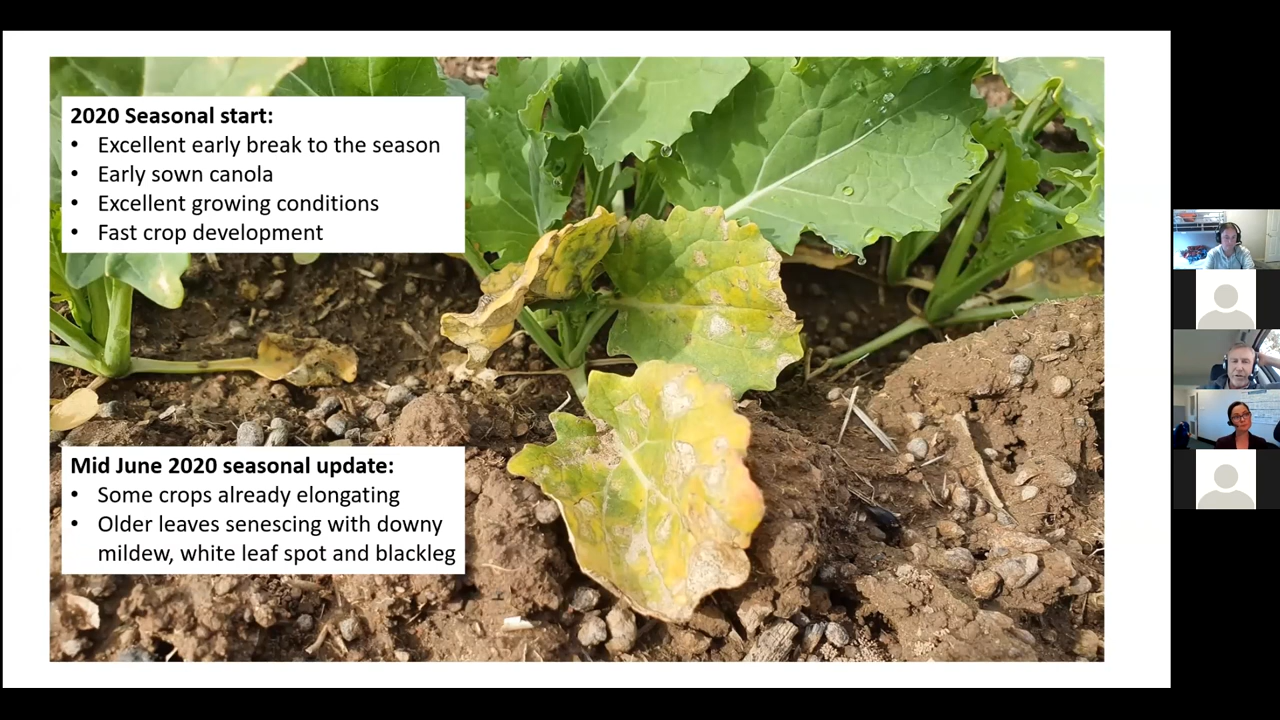 2020 Seasonal start:
• Excellent early break to the season
• Early sown canola
• Excellent growing conditions
• Fast crop development
Mid June 2020 seasonal update:
• Some crops already elongating
• Older leaves senescing with downy
mildew, white leaf spot and blackleg